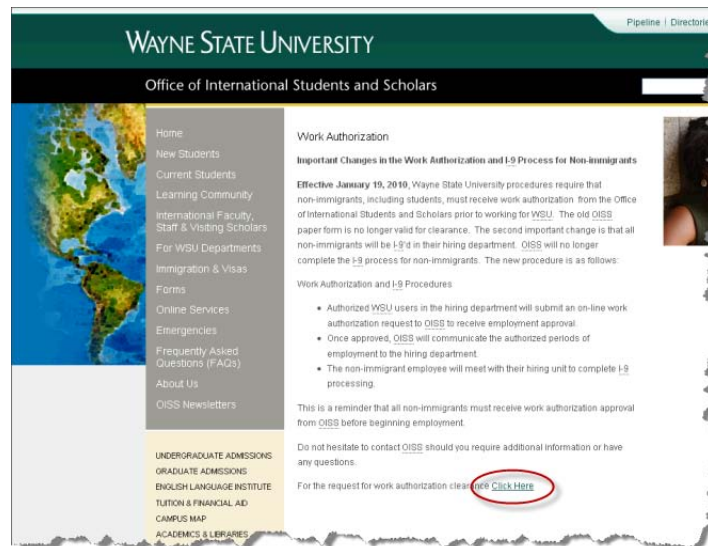 Pipeline | Directorie
WAYNE STATE UNIVERSITY
Office of International Students and Scholars
Home
New Students
Current Students
Learning Community
International Faculty,
Staff & Visiting Scholars
For WSU Departments
Immigration & Visas
Forms
Online Services
Emergencies
Frequently Asked
Questions (FAQs)
About Us
OISS Newsletters
UNDERGRADUATE ADMISSIONS
GRADUATE ADMISSIONS
ENGLISH LANGUAGE INSTITUTE
TUITION & FINANCIAL AID
CAMPUS MAP
ACADEMICS & LIBRARIES
Work Authorization
Important Changes in the Work Authorization and I-9 Process for Non-immigrants
Effective January 19, 2010, Wayne State University procedures require that
non-immigrants, including students, must receive work authorization from the Office
of International Students and Scholars prior to working for WSU. The old OISS
paper form is no longer valid for clearance. The second important change is that all
non-immigrants will be I-9'd in their hiring department. OISS will no longer
complete the I-9 process for non-immigrants. The new procedure is as follows:
Work Authorization and I-9 Procedures
• Authorized WSU users in the hiring department will submit an on-line work
authorization request to OISS to receive employment approval.
• Once approved, OISS will communicate the authorized periods of
employment to the hiring department.
• The non-immigrant employee will meet with their hiring unit to complete I-9
processing.
This is a reminder that all non-immigrants must receive work authorization approval
from OISS before beginning employment.
Do not hesitate to contact OISS should you require additional information or have
any questions.
For the request for work authorization clearance Click Here